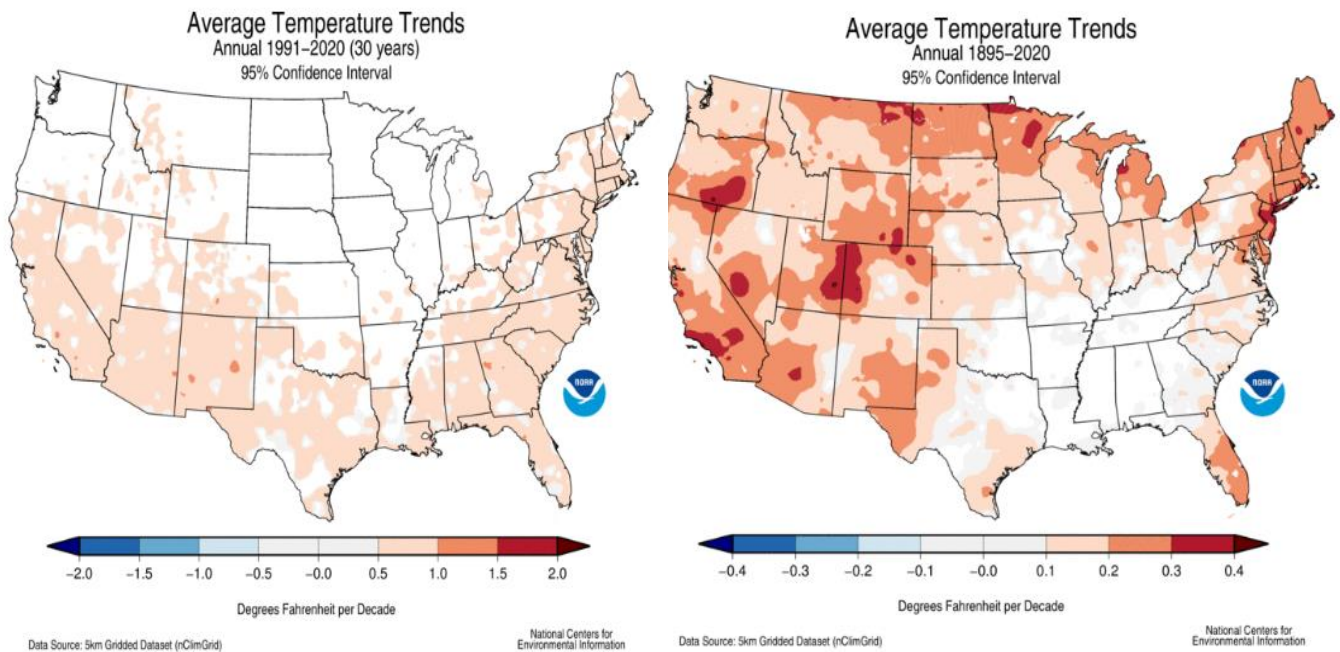 Average Temperature Trends
Annual 1991–2020 (30 years)
95% Confidence Interval
NOAA
−2.0 −1.5 −1.0 −0.5 −0.0 0.5 1.0 1.5 2.0
Degrees Fahrenheit per Decade
Data Source: 5km Gridded Dataset (nClimGrid)
National Centers for
Environmental Information
Average Temperature Trends
Annual 1895–2020
95% Confidence Interval
NOAA
−0.4 −0.3 −0.2 −0.1 −0.0 0.1 0.2 0.3 0.4
Degrees Fahrenheit per Decade
Data Source: 5km Gridded Dataset (nClimGrid)
National Centers for
Environmental Information